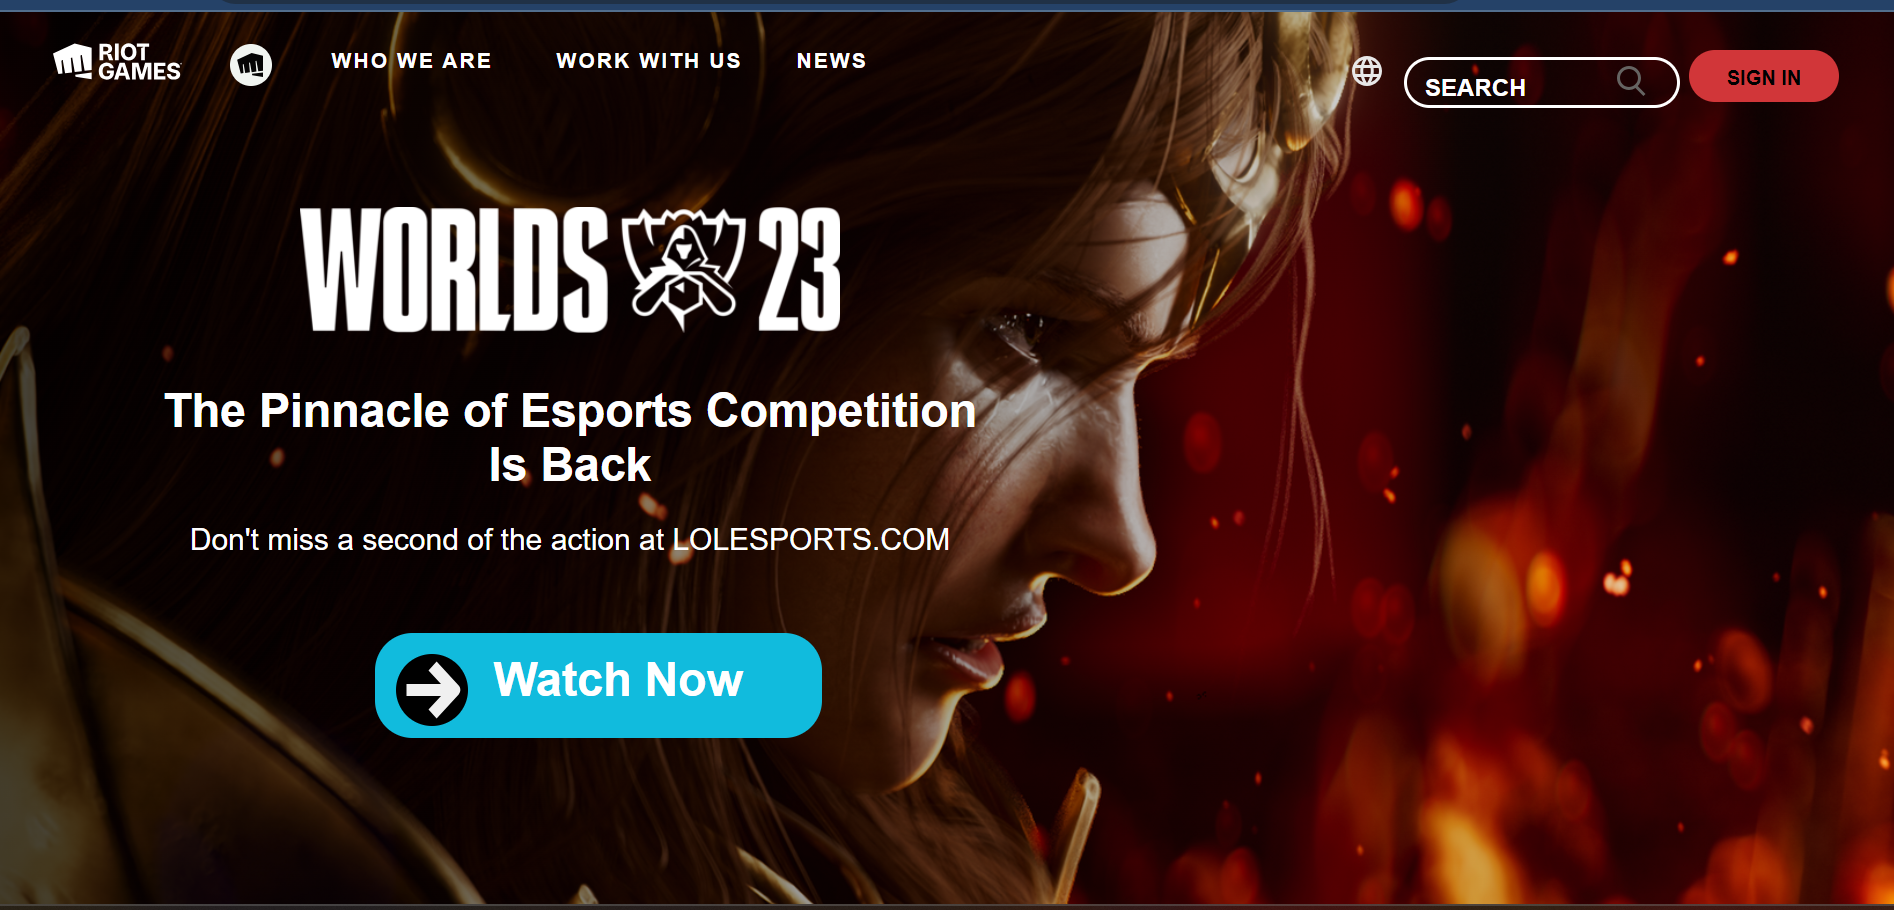 RIOT
GAMES
WHO WE ARE
WORK WITH US
NEWS
SEARCH
SIGN IN
WORLDS 23
The Pinnacle of Esports Competition
Is Back
Don't miss a second of the action at LOLESPORTS.COM
Watch Now